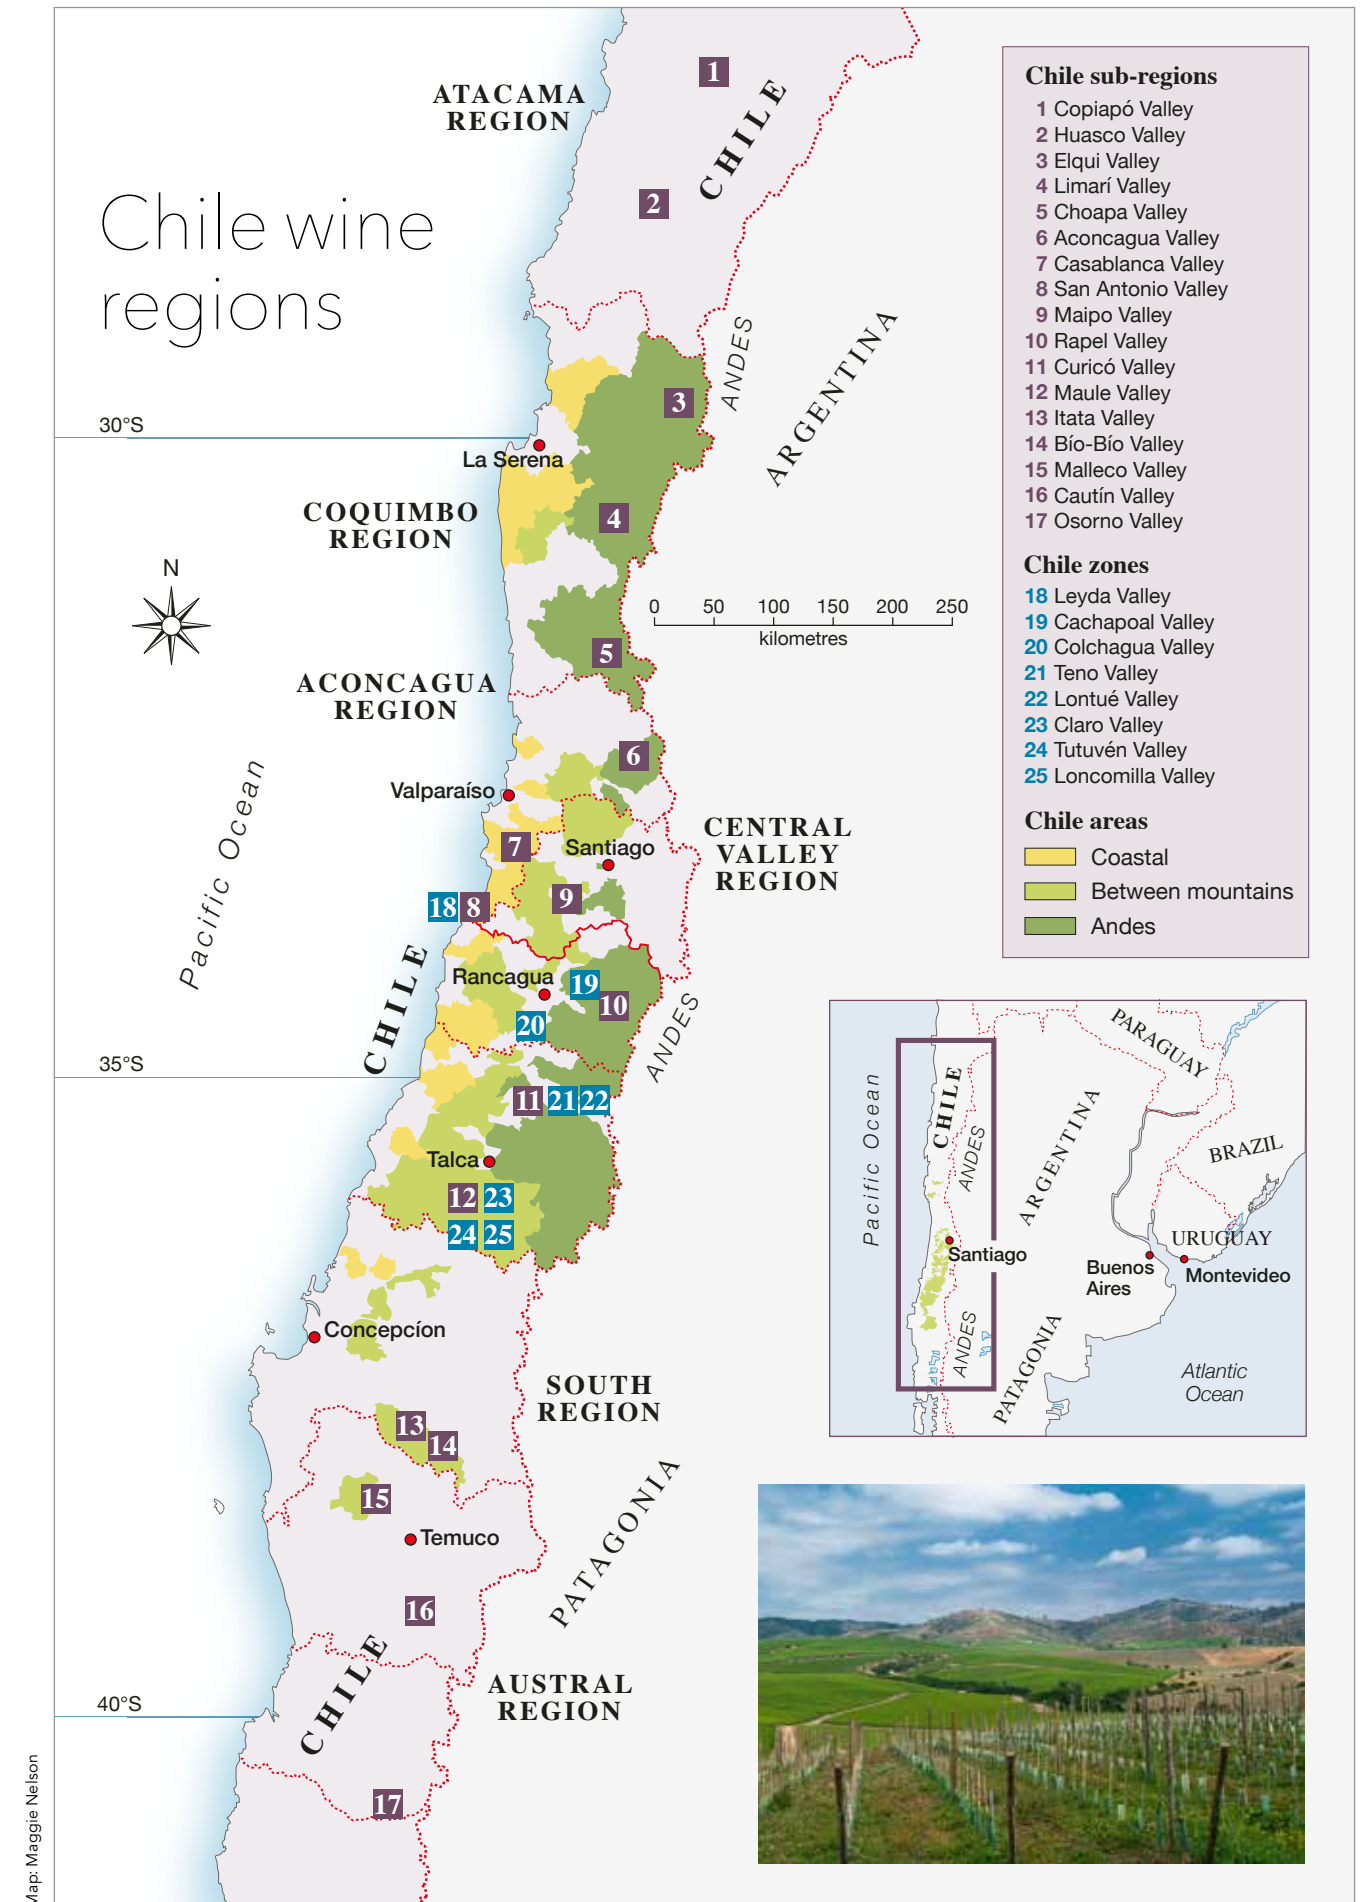 Chile wine
regions
ATACAMA
REGION
CHILE
1
2
ANDES
ARGENTINA
3
30°S
La Serena
COQUIMBO
REGION
4
N
0 50 100 150 200 250
kilometres
5
ACONCAGUA
REGION
6
Pacific Ocean
Valparaíso
7
Santiago
CENTRAL
VALLEY
REGION
18 8
9
CHILE
Rancagua
19
10
20
ANDES
35°S
11 21 22
Talca
12 23
24 25
Concepcíon
SOUTH
REGION
13
14
15
Temuco
PATAGONIA
16
CHILE
AUSTRAL
REGION
40°S
17
Map: Maggie Nelson
Chile sub-regions
1 Copiapó Valley
2 Huasco Valley
3 Elqui Valley
4 Limarí Valley
5 Choapa Valley
6 Aconcagua Valley
7 Casablanca Valley
8 San Antonio Valley
9 Maipo Valley
10 Rapel Valley
11 Curicó Valley
12 Maule Valley
13 Itata Valley
14 Bío-Bío Valley
15 Malleco Valley
16 Cautín Valley
17 Osorno Valley
Chile zones
18 Leyda Valley
19 Cachapoal Valley
20 Colchagua Valley
21 Teno Valley
22 Lontué Valley
23 Claro Valley
24 Tutuvén Valley
25 Loncomilla Valley
Chile areas
Coastal
Between mountains
Andes
PARAGUAY
Pacific Ocean
CHILE
ANDES
ARGENTINA
BRAZIL
Santiago
URUGUAY
Buenos
Aires
Montevideo
ANDES
PATAGONIA
Atlantic
Ocean